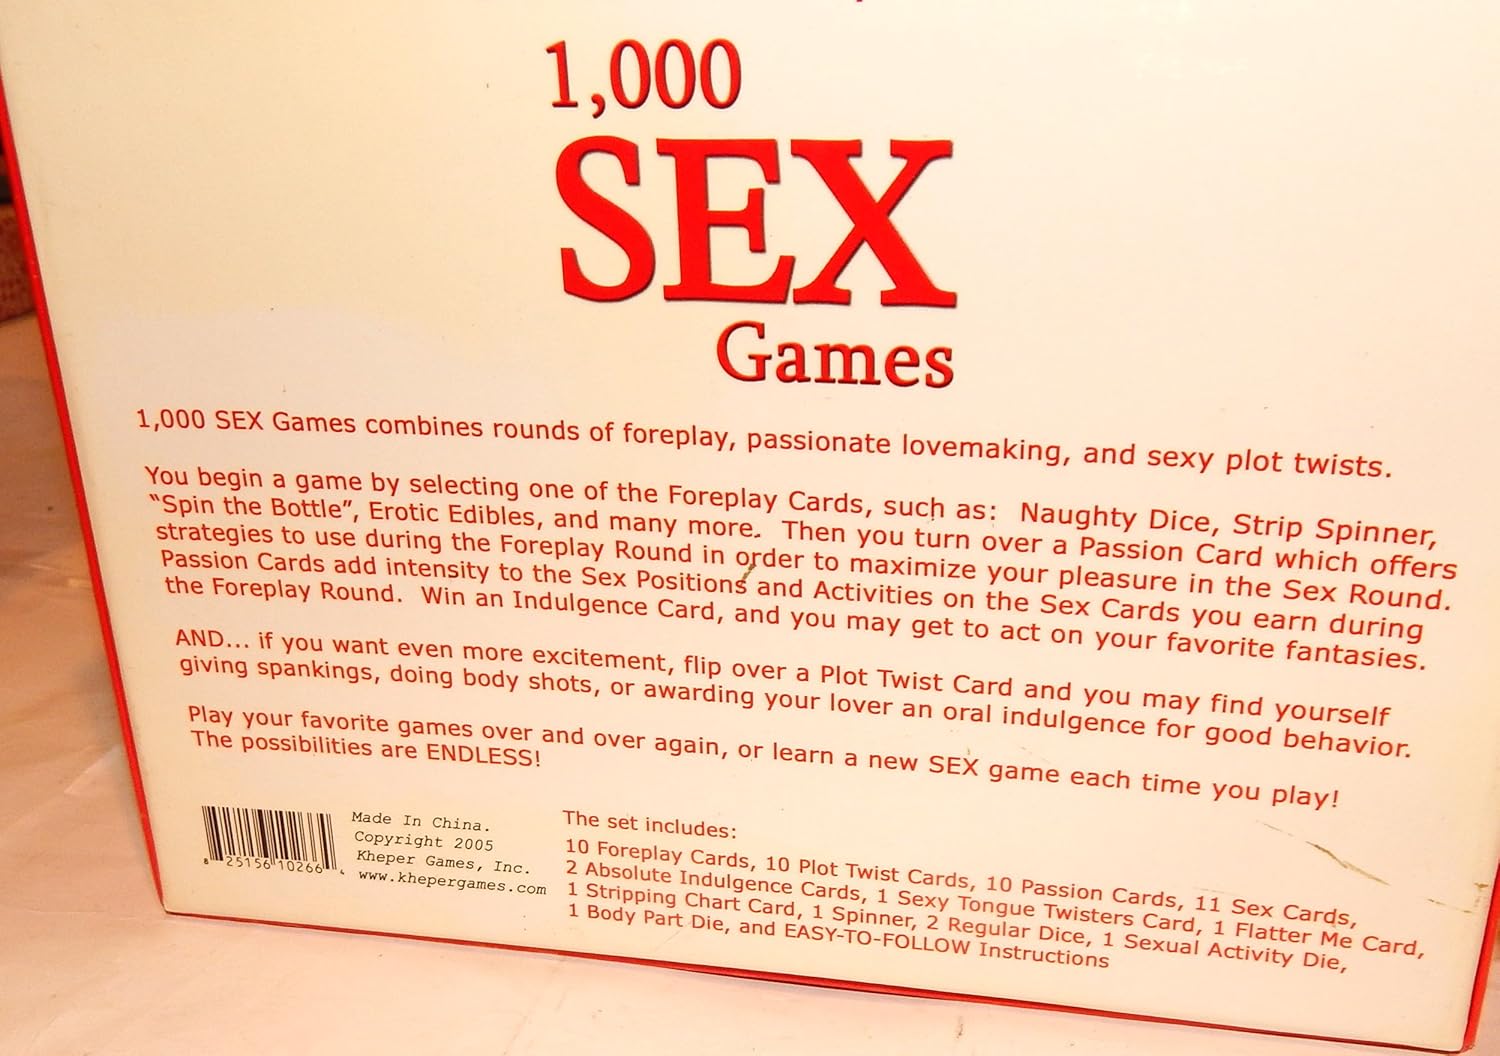 1,000
SEX
Games
1,000 SEX Games combines rounds of foreplay, passionate lovemaking, and sexy plot twists.
You begin a game by selecting one of the Foreplay Cards, such as:  Naughty Dice, Strip Spinner,
"Spin the Bottle", Erotic Edibles, and many more.  Then you turn over a Passion Card which offers
strategies to use during the Foreplay Round in order to maximize your pleasure in the Sex Round.
Passion Cards add intensity to the Sex Positions and Activities on the Sex Cards you earn during
the Foreplay Round.  Win an Indulgence Card, and you may get to act on your favorite fantasies.
AND... if you want even more excitement, flip over a Plot Twist Card and you may find yourself
giving spankings, doing body shots, or awarding your lover an oral indulgence for good behavior.
Play your favorite games over and over again, or learn a new SEX game each time you play!
The possibilities are ENDLESS!
Made In China.
Copyright 2005
Kheper Games, Inc.
www.khepergames.com
8 25156 10266 4
The set includes:
10 Foreplay Cards, 10 Plot Twist Cards, 10 Passion Cards, 11 Sex Cards,
2 Absolute Indulgence Cards, 1 Sexy Tongue Twisters Card, 1 Flatter Me Card,
1 Stripping Chart Card, 1 Spinner, 2 Regular Dice, 1 Sexual Activity Die,
1 Body Part Die, and EASY-TO-FOLLOW Instructions